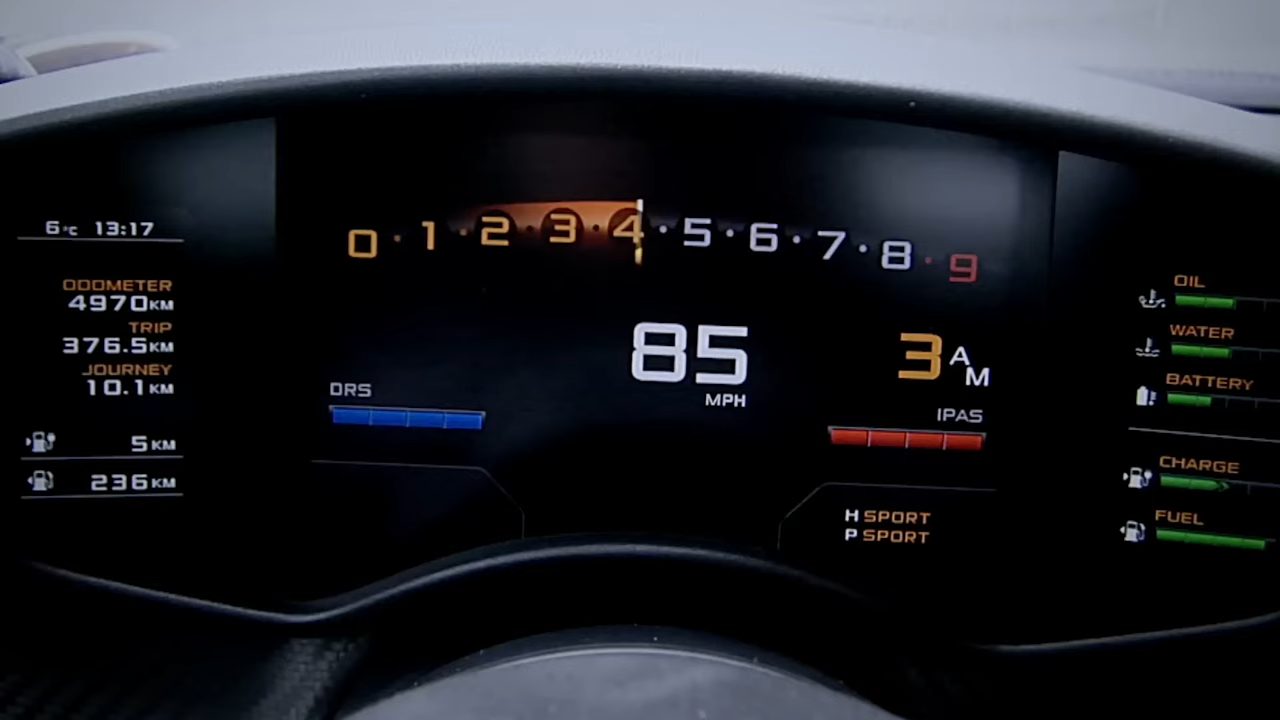 6°C 13:17
ODOMETER
4970KM
TRIP
376.5KM
JOURNEY
10.1KM
5KM
236KM
0 · 1 · 2 · 3 · 4 · 5 · 6 · 7 · 8 · 9
85
MPH
3 A M
DRS
IPAS
H SPORT
P SPORT
OIL
WATER
BATTERY
CHARGE
FUEL